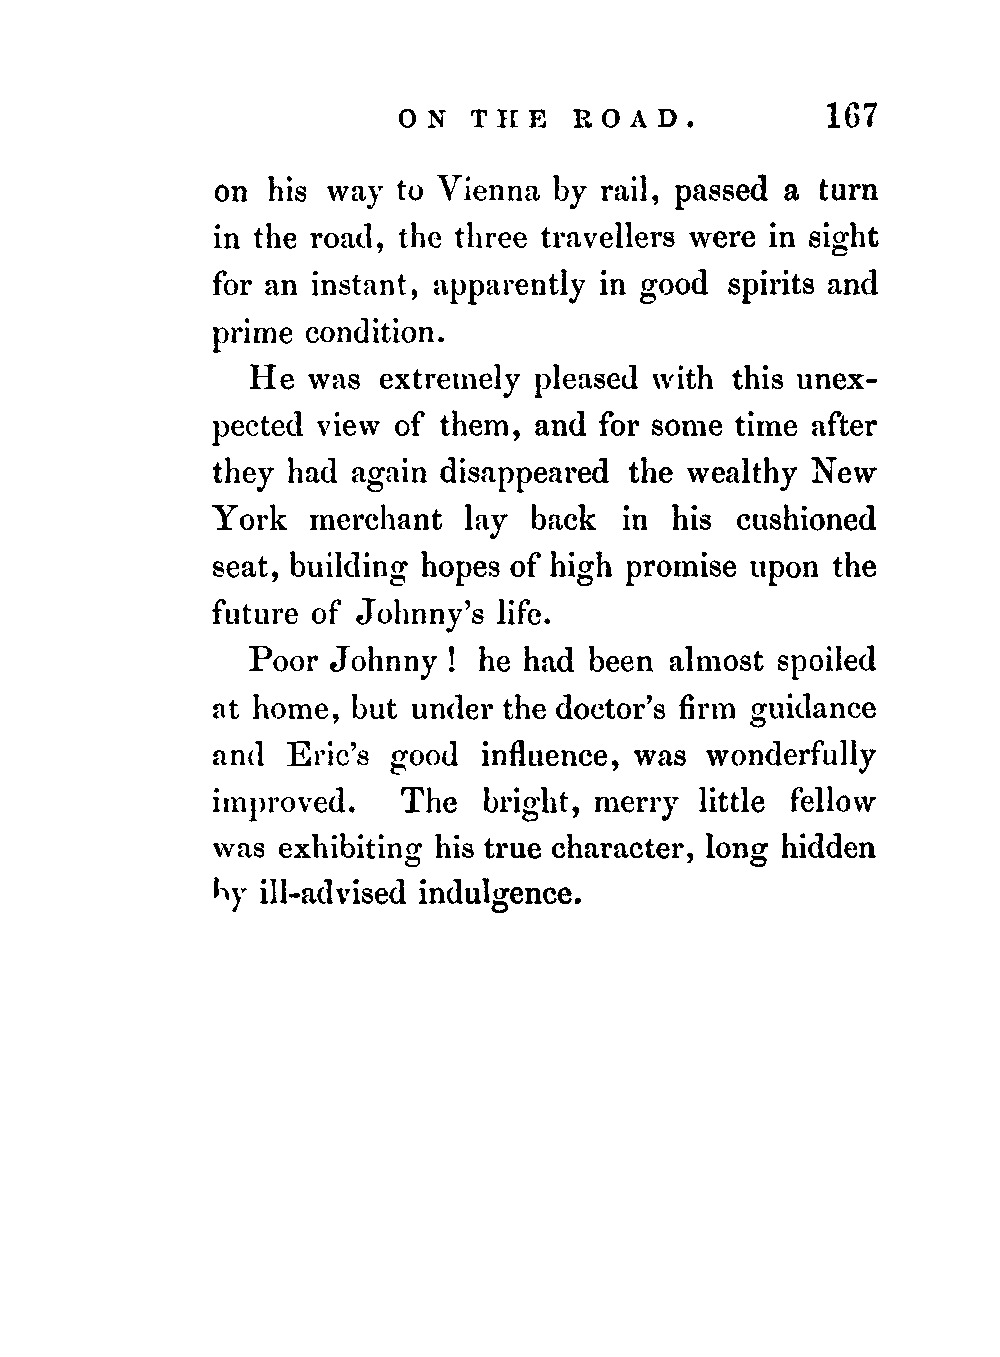 ON THE ROAD. 167
on his way to Vienna by rail, passed a turn
in the road, the three travellers were in sight
for an instant, apparently in good spirits and
prime condition.
He was extremely pleased with this unex-
pected view of them, and for some time after
they had again disappeared the wealthy New
York merchant lay back in his cushioned
seat, building hopes of high promise upon the
future of Johnny's life.
Poor Johnny ! he had been almost spoiled
at home, but under the doctor's firm guidance
and Eric's good influence, was wonderfully
improved. The bright, merry little fellow
was exhibiting his true character, long hidden
by ill-advised indulgence.